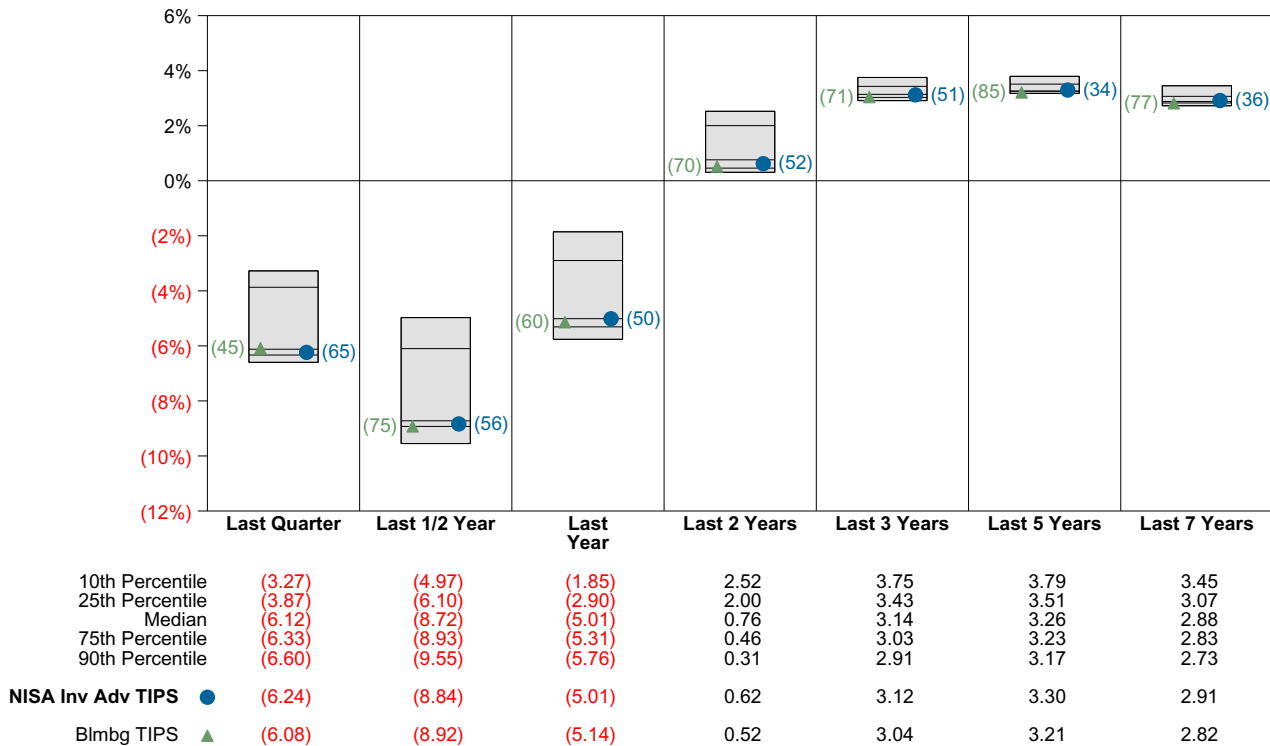 6%
4%
2%
0%
(2%)
(4%)
(6%)
(8%)
(10%)
(12%)
(45) (65)
(75) (56)
(60) (50)
(70) (52)
(71) (51)
(85) (34)
(77) (36)
Last Quarter Last 1/2 Year Last Year Last 2 Years Last 3 Years Last 5 Years Last 7 Years
10th Percentile (3.27) (4.97) (1.85) 2.52 3.75 3.79 3.45
25th Percentile (3.87) (6.10) (2.90) 2.00 3.43 3.51 3.07
Median (6.12) (8.72) (5.01) 0.76 3.14 3.26 2.88
75th Percentile (6.33) (8.93) (5.31) 0.46 3.03 3.23 2.83
90th Percentile (6.60) (9.55) (5.76) 0.31 2.91 3.17 2.73
NISA Inv Adv TIPS (6.24) (8.84) (5.01) 0.62 3.12 3.30 2.91
Blmbg TIPS (6.08) (8.92) (5.14) 0.52 3.04 3.21 2.82